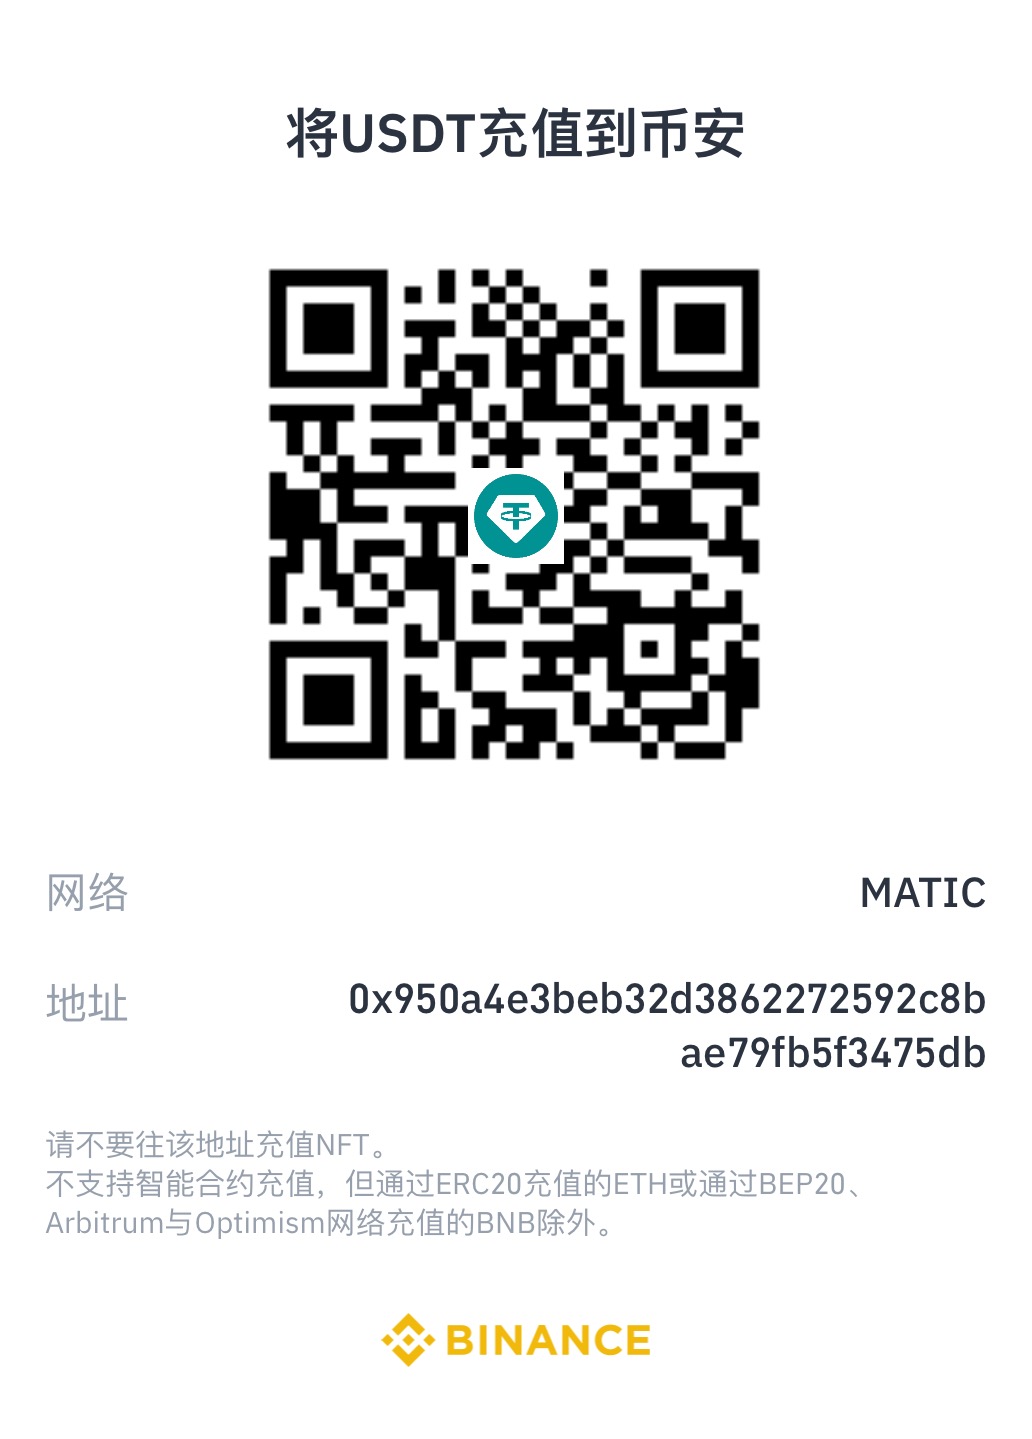 将USDT充值到币安
网络
MATIC
地址
0x950a4e3beb32d3862272592c8b
ae79fb5f3475db
请不要往该地址充值NFT。
不支持智能合约充值，但通过ERC20充值的ETH或通过BEP20、
Arbitrum与Optimism网络充值的BNB除外。
BINANCE